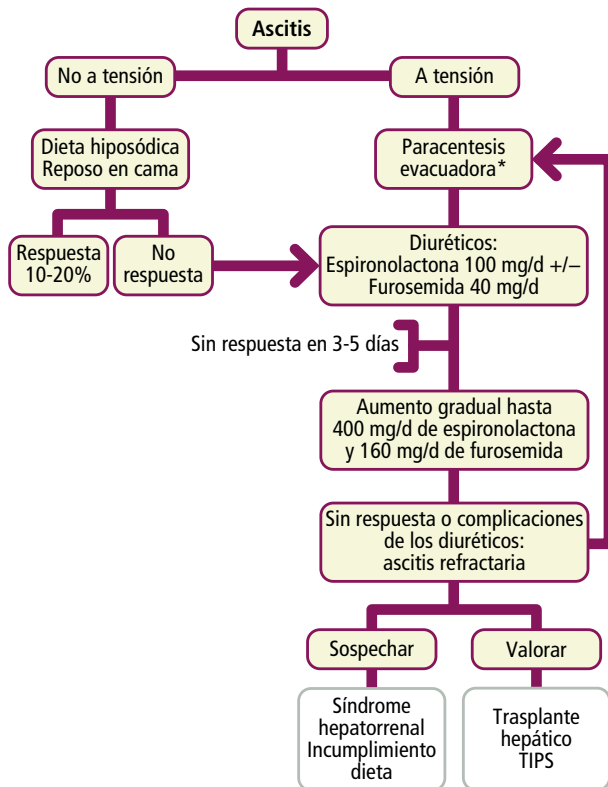 Ascitis
No a tensión
A tensión
Dieta hiposódica
Reposo en cama
Paracentesis
evacuadora*
Respuesta
10-20%
No
respuesta
Diuréticos:
Espironolactona 100 mg/d +/–
Furosemida 40 mg/d
Sin respuesta en 3-5 días
Aumento gradual hasta
400 mg/d de espironolactona
y 160 mg/d de furosemida
Sin respuesta o complicaciones
de los diuréticos:
ascitis refractaria
Sospechar
Valorar
Síndrome
hepatorrenal
Incumplimiento
dieta
Trasplante
hepático
TIPS